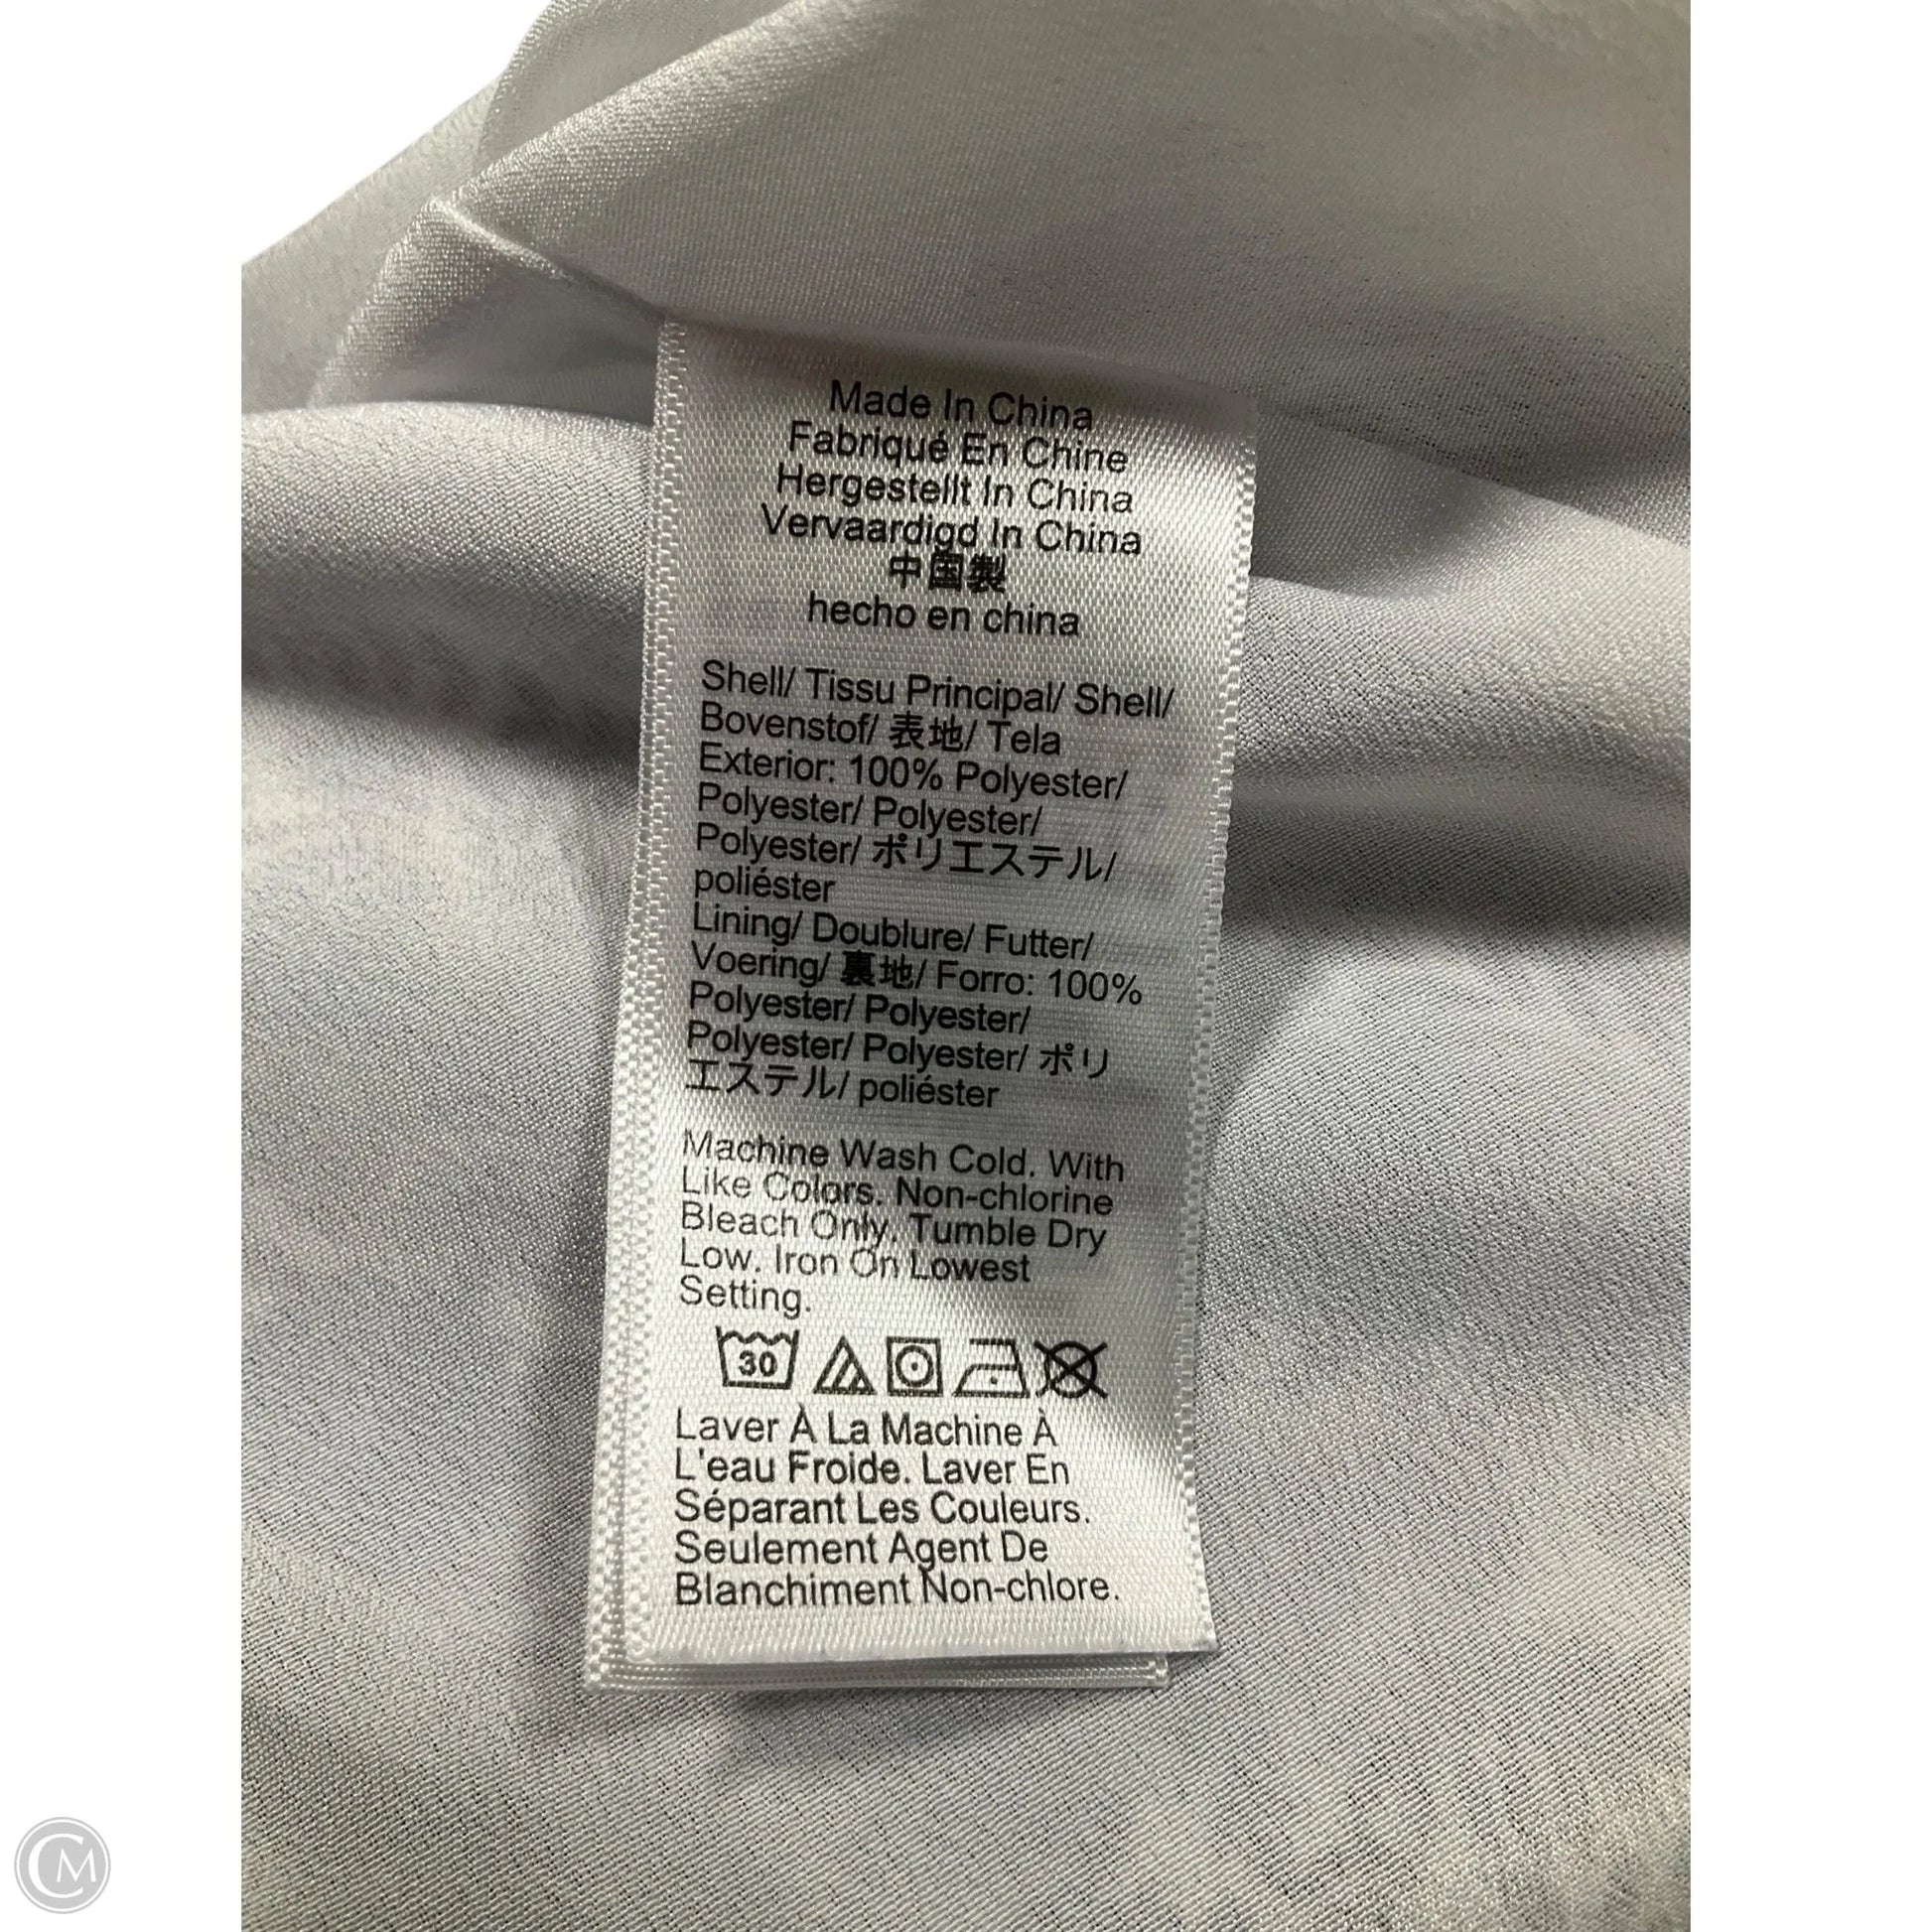 Made In China
Fabriqué En Chine
Hergestellt In China
Vervaardigd In China
中国製
hecho en china
Shell/ Tissu Principal/ Shell/
Bovenstof/ 表地/ Tela
Exterior: 100% Polyester/
Polyester/ Polyester/
Polyester/ ポリエステル/
poliéster
Lining/ Doublure/ Futter/
Voering/ 裏地/ Forro: 100%
Polyester/ Polyester/
Polyester/ Polyester/ ポリ
エステル/ poliéster
Machine Wash Cold. With
Like Colors. Non-chlorine
Bleach Only. Tumble Dry
Low. Iron On Lowest
Setting.
30
Laver À La Machine À
L'eau Froide. Laver En
Séparant Les Couleurs.
Seulement Agent De
Blanchiment Non-chlore.
CM